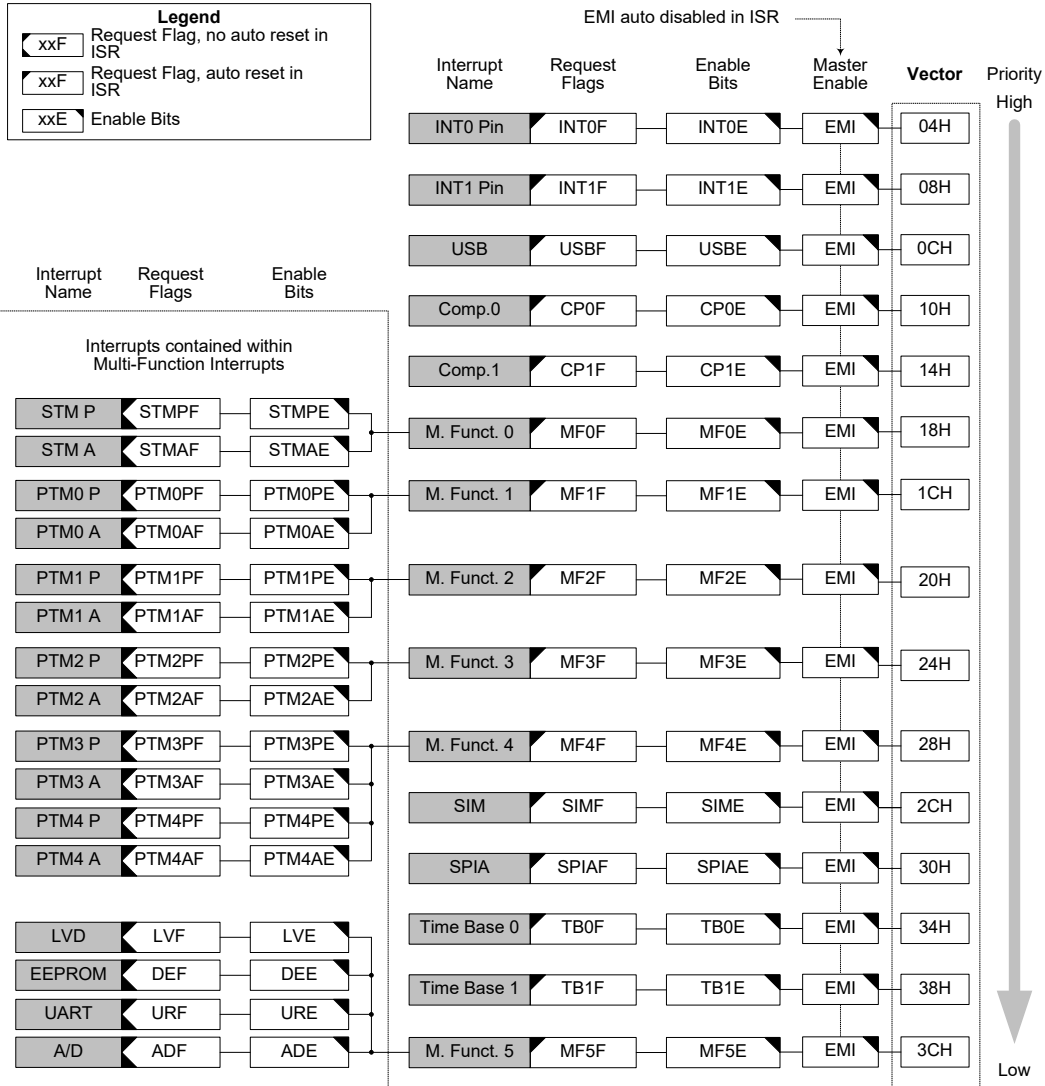 Legend
xxF Request Flag, no auto reset in ISR
xxF Request Flag, auto reset in ISR
xxE Enable Bits
EMI auto disabled in ISR
Interrupt Name Request Flags Enable Bits Master Enable Vector Priority
High
INT0 Pin INT0F INT0E EMI 04H
INT1 Pin INT1F INT1E EMI 08H
USB USBF USBE EMI 0CH
Interrupt Name Request Flags Enable Bits
Comp.0 CP0F CP0E EMI 10H
Interrupts contained within
Multi-Function Interrupts
Comp.1 CP1F CP1E EMI 14H
STM P STMPF STMPE
M. Funct. 0 MF0F MF0E EMI 18H
STM A STMAF STMAE
PTM0 P PTM0PF PTM0PE M. Funct. 1 MF1F MF1E EMI 1CH
PTM0 A PTM0AF PTM0AE
PTM1 P PTM1PF PTM1PE M. Funct. 2 MF2F MF2E EMI 20H
PTM1 A PTM1AF PTM1AE
PTM2 P PTM2PF PTM2PE M. Funct. 3 MF3F MF3E EMI 24H
PTM2 A PTM2AF PTM2AE
PTM3 P PTM3PF PTM3PE M. Funct. 4 MF4F MF4E EMI 28H
PTM3 A PTM3AF PTM3AE
SIM SIMF SIME EMI 2CH
PTM4 P PTM4PF PTM4PE
PTM4 A PTM4AF PTM4AE
SPIA SPIAF SPIAE EMI 30H
Time Base 0 TB0F TB0E EMI 34H
LVD LVF LVE
EEPROM DEF DEE
Time Base 1 TB1F TB1E EMI 38H
UART URF URE
A/D ADF ADE M. Funct. 5 MF5F MF5E EMI 3CH
Low